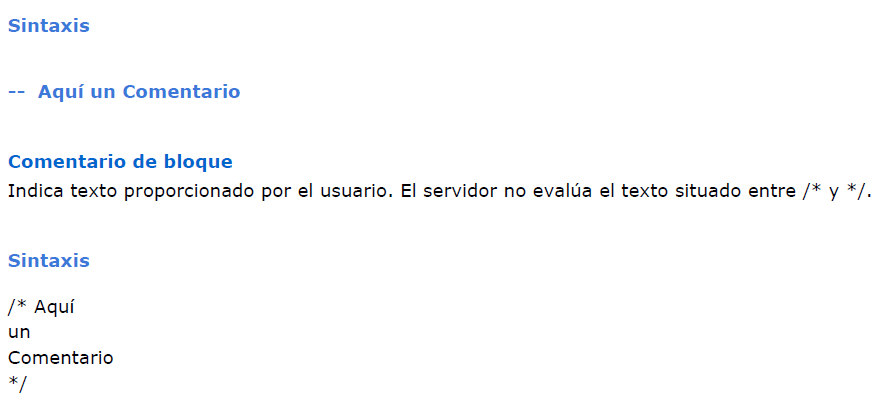 Sintaxis
--  Aquí un Comentario
Comentario de bloque
Indica texto proporcionado por el usuario. El servidor no evalúa el texto situado entre /* y */.
Sintaxis
/* Aquí
un
Comentario
*/